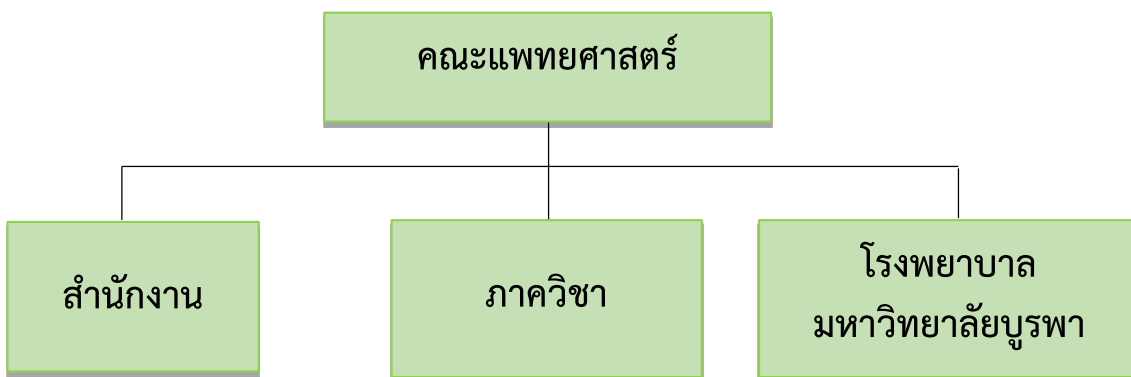 คณะแพทยศาสตร์
สำนักงาน
ภาควิชา
โรงพยาบาล
มหาวิทยาลัยบูรพา